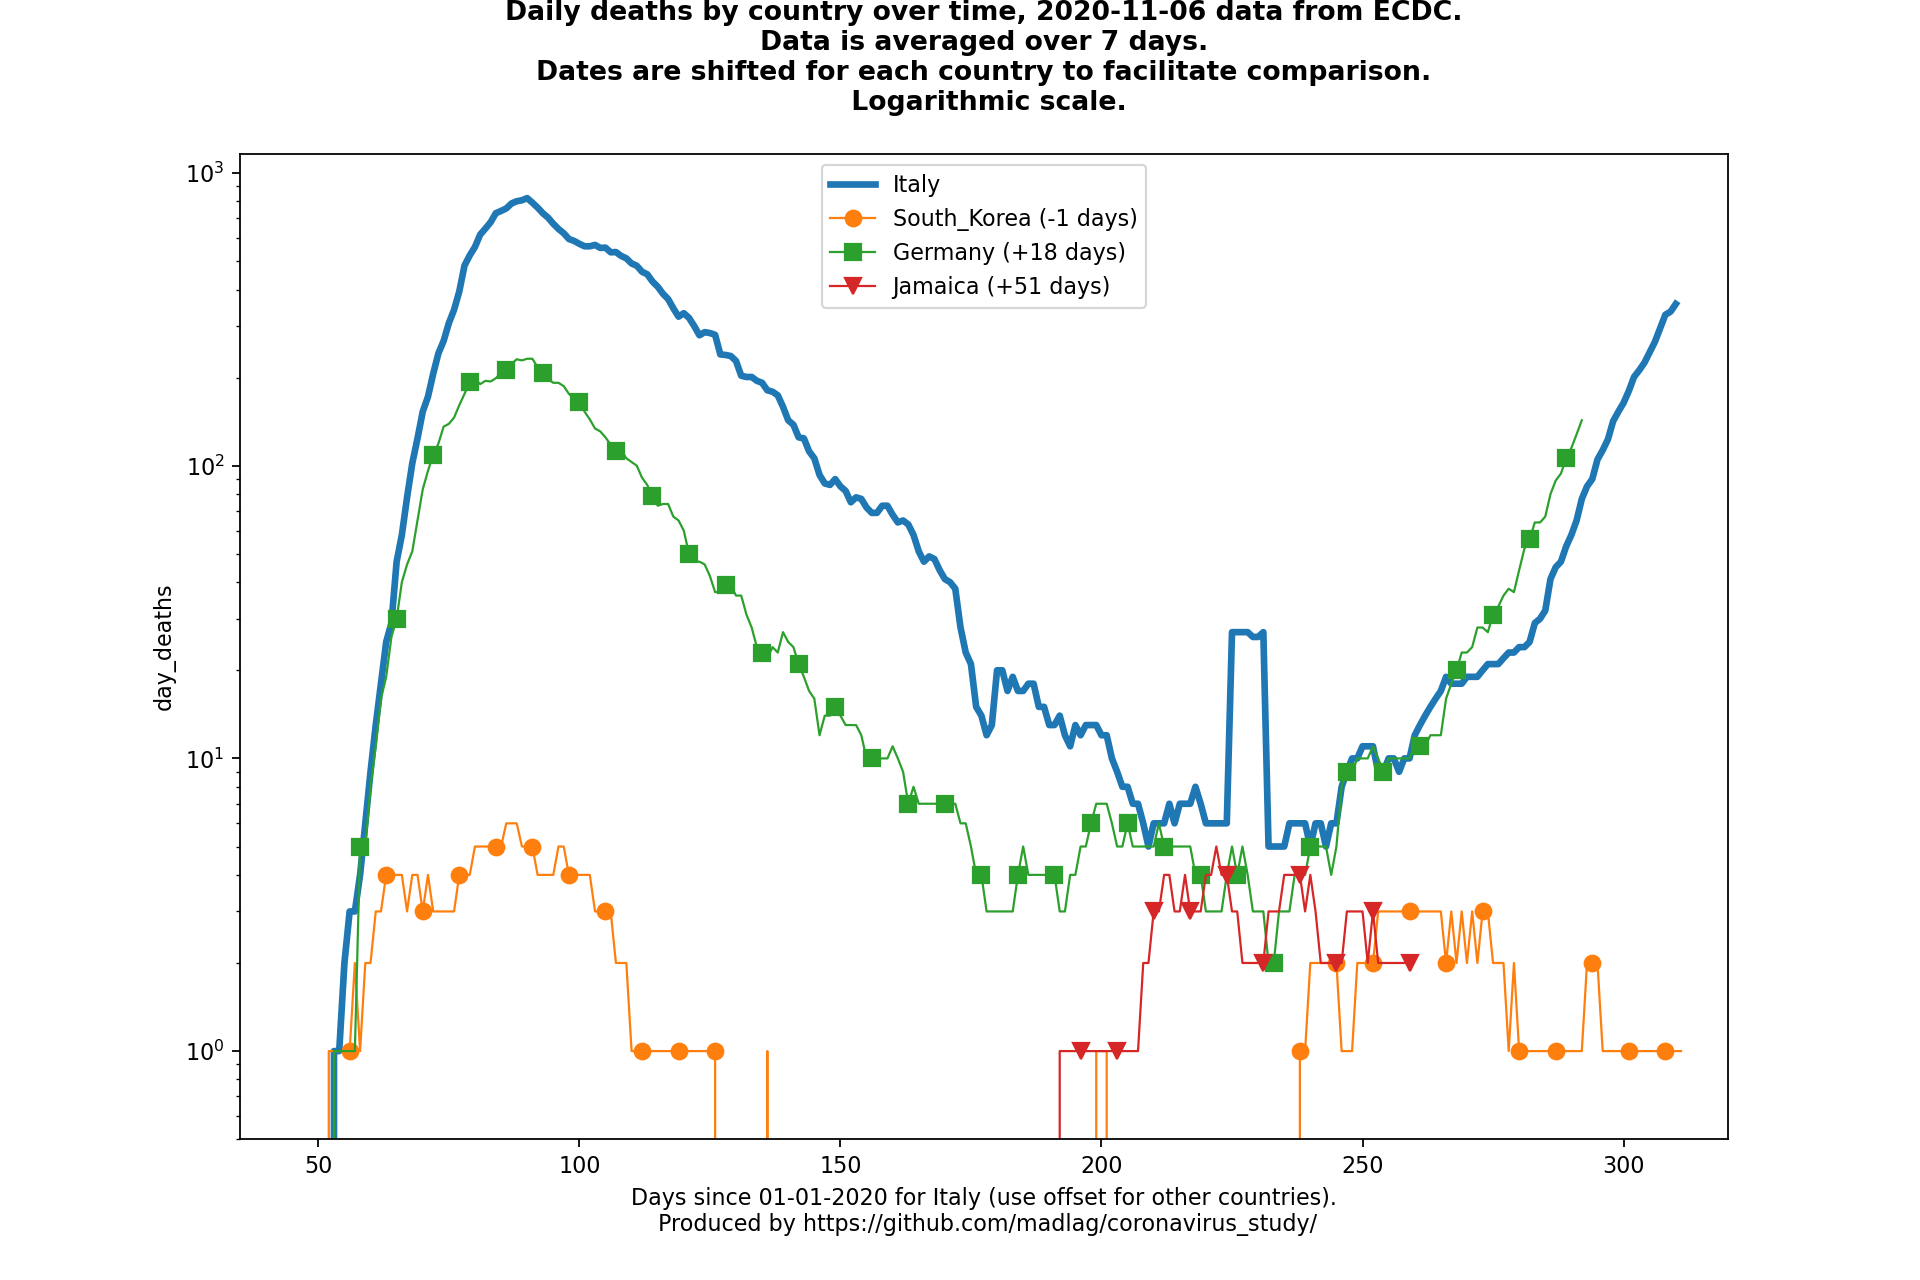 Daily deaths by country over time, 2020-11-06 data from ECDC.
Data is averaged over 7 days.
Dates are shifted for each country to facilitate comparison.
Logarithmic scale.
10³
Italy
South_Korea (-1 days)
Germany (+18 days)
Jamaica (+51 days)
10²
day_deaths
10¹
10⁰
50 100 150 200 250 300
Days since 01-01-2020 for Italy (use offset for other countries).
Produced by https://github.com/madlag/coronavirus_study/